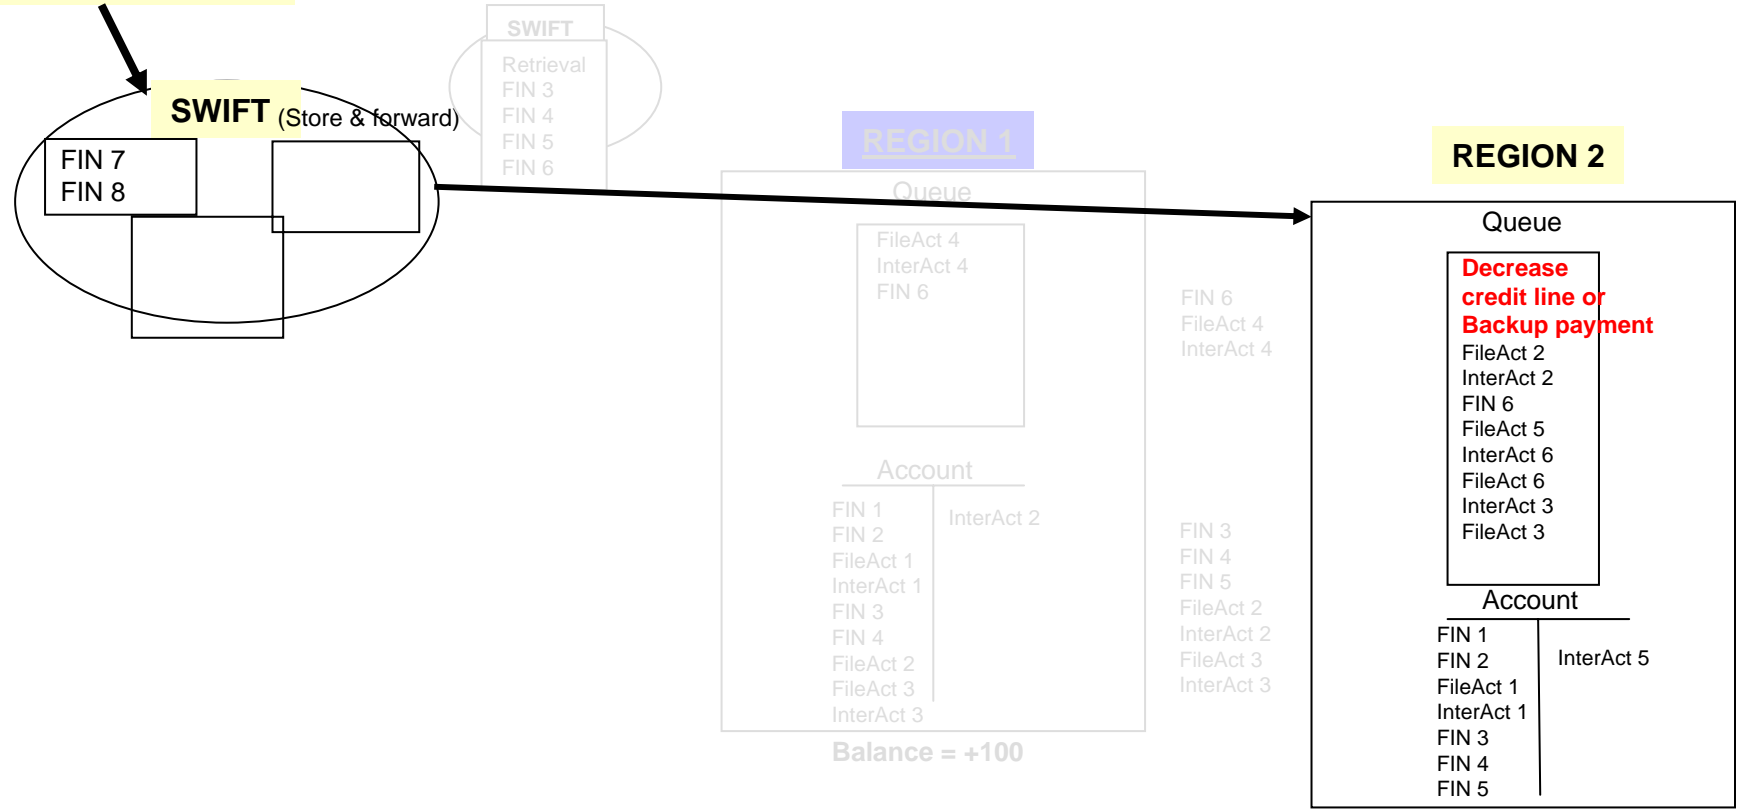 SWIFT (Store & forward)
FIN 7
FIN 8
SWIFT
Retrieval
FIN 3
FIN 4
FIN 5
FIN 6
REGION 1
Queue
FileAct 4
InterAct 4
FIN 6
Account
FIN 1
FIN 2
FileAct 1
InterAct 1
FIN 3
FIN 4
FileAct 2
FileAct 3
InterAct 3
InterAct 2
Balance = +100
FIN 6
FileAct 4
InterAct 4
FIN 3
FIN 4
FIN 5
FileAct 2
InterAct 2
FileAct 3
InterAct 3
REGION 2
Queue
Decrease
credit line or
Backup payment
FileAct 2
InterAct 2
FIN 6
FileAct 5
InterAct 6
FileAct 6
InterAct 3
FileAct 3
Account
FIN 1
FIN 2
FileAct 1
InterAct 1
FIN 3
FIN 4
FIN 5
InterAct 5